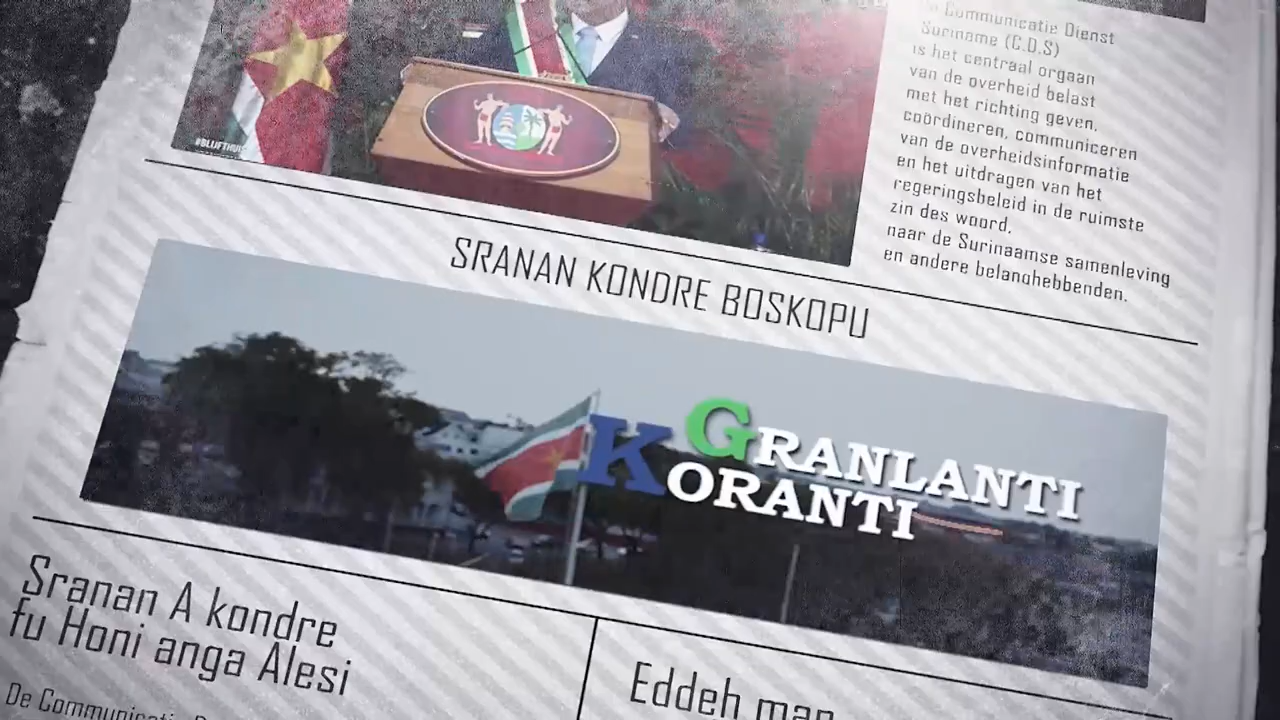 Communicatie Dienst
Suriname (C.D.S)
is het centraal orgaan
van de overheid belast
met het richting geven,
coördineren, communiceren
van de overheidsinformatie
en het uitdragen van het
regeringsbeleid in de ruimste
zin des woord.
naar de Surinaamse samenleving
en andere belanghebbenden.
SRANAN KONDRE BOSKOPU
GRANLANTI
KORANTI
Sranan A kondre
fu Honi anga Alesi
Eddeh man
De